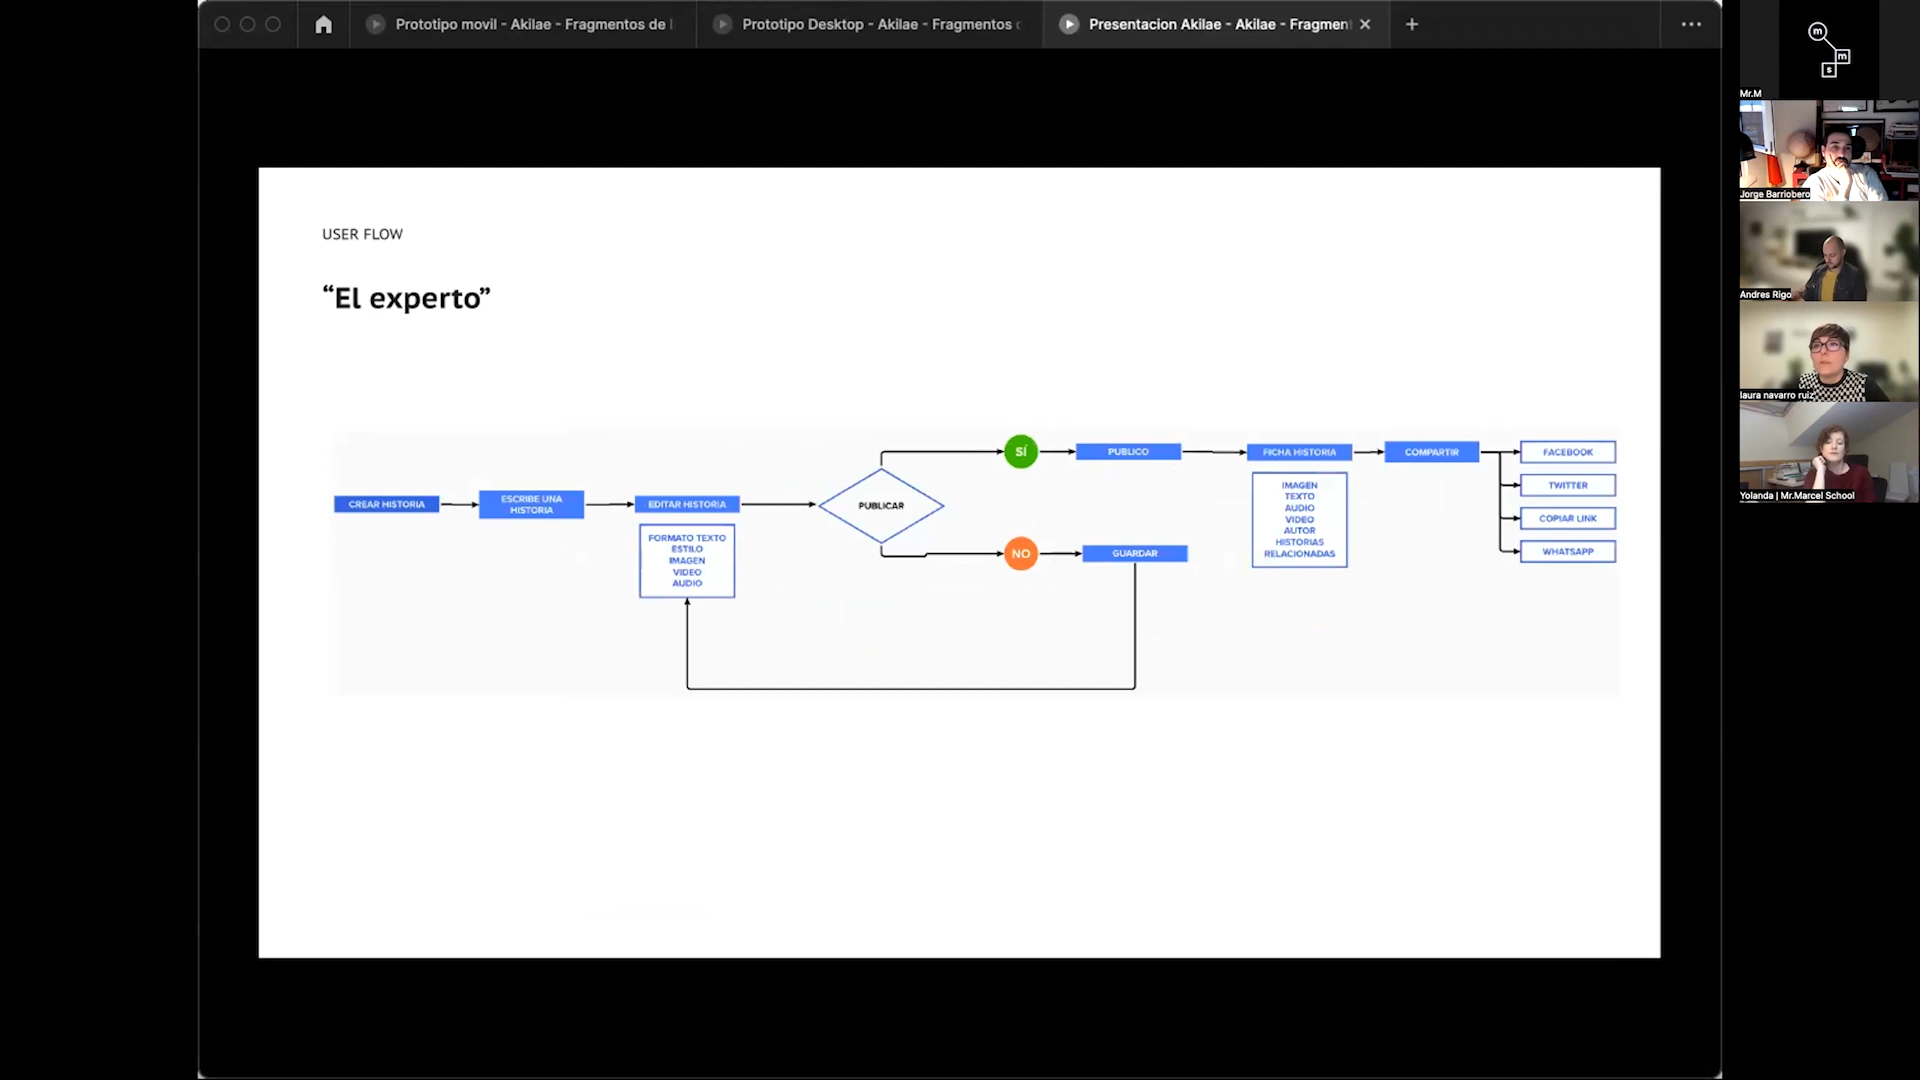 Prototipo movil - Akilae - Fragmentos de
Prototipo Desktop - Akilae - Fragmentos
Presentacion Akilae - Akilae - Fragmen
USER FLOW
“El experto”
CREAR HISTORIA
ESCRIBE UNA
HISTORIA
EDITAR HISTORIA
FORMATO TEXTO
ESTILO
IMAGEN
VIDEO
AUDIO
PUBLICAR
SÍ
PUBLICO
FICHA HISTORIA
IMAGEN
TEXTO
AUDIO
VIDEO
AUTOR
HISTORIAS
RELACIONADAS
COMPARTIR
FACEBOOK
TWITTER
COPIAR LINK
WHATSAPP
NO
GUARDAR
m
m
s
Mr.M
Jorge Barriobero
Andres Rigo
laura navarro ruiz
Yolanda | Mr.Marcel School